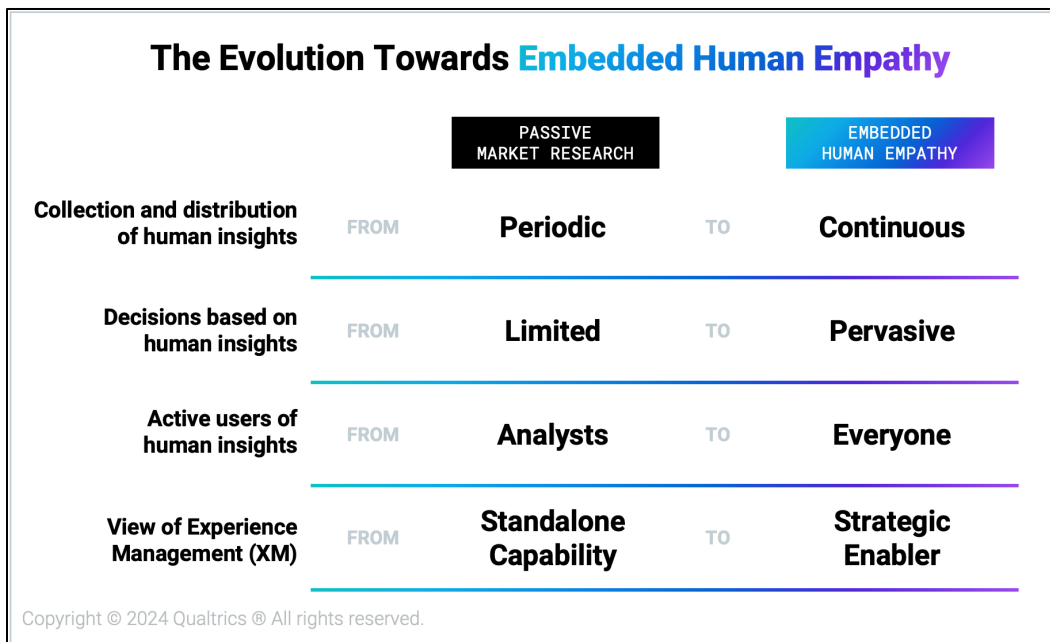 The Evolution Towards Embedded Human Empathy
PASSIVE
MARKET RESEARCH
EMBEDDED
HUMAN EMPATHY
Collection and distribution
of human insights
FROM
Periodic
TO
Continuous
Decisions based on
human insights
FROM
Limited
TO
Pervasive
Active users of
human insights
FROM
Analysts
TO
Everyone
View of Experience
Management (XM)
FROM
Standalone
Capability
TO
Strategic
Enabler
Copyright © 2024 Qualtrics ® All rights reserved.